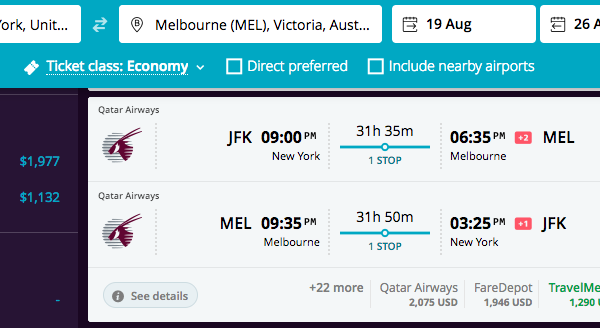 ork, Unit...
Melbourne (MEL), Victoria, Aust...
19 Aug
26 A
Ticket class: Economy
Direct preferred
Include nearby airports
$1,977
$1,132
-
Qatar Airways
JFK 09:00 PM
New York
31h 35m
1 STOP
06:35 PM +2 MEL
Melbourne
Qatar Airways
MEL 09:35 PM
Melbourne
31h 50m
1 STOP
03:25 PM +1 JFK
New York
See details
+22 more
Qatar Airways
2,075 USD
FareDepot
1,946 USD
TravelMe
1,290